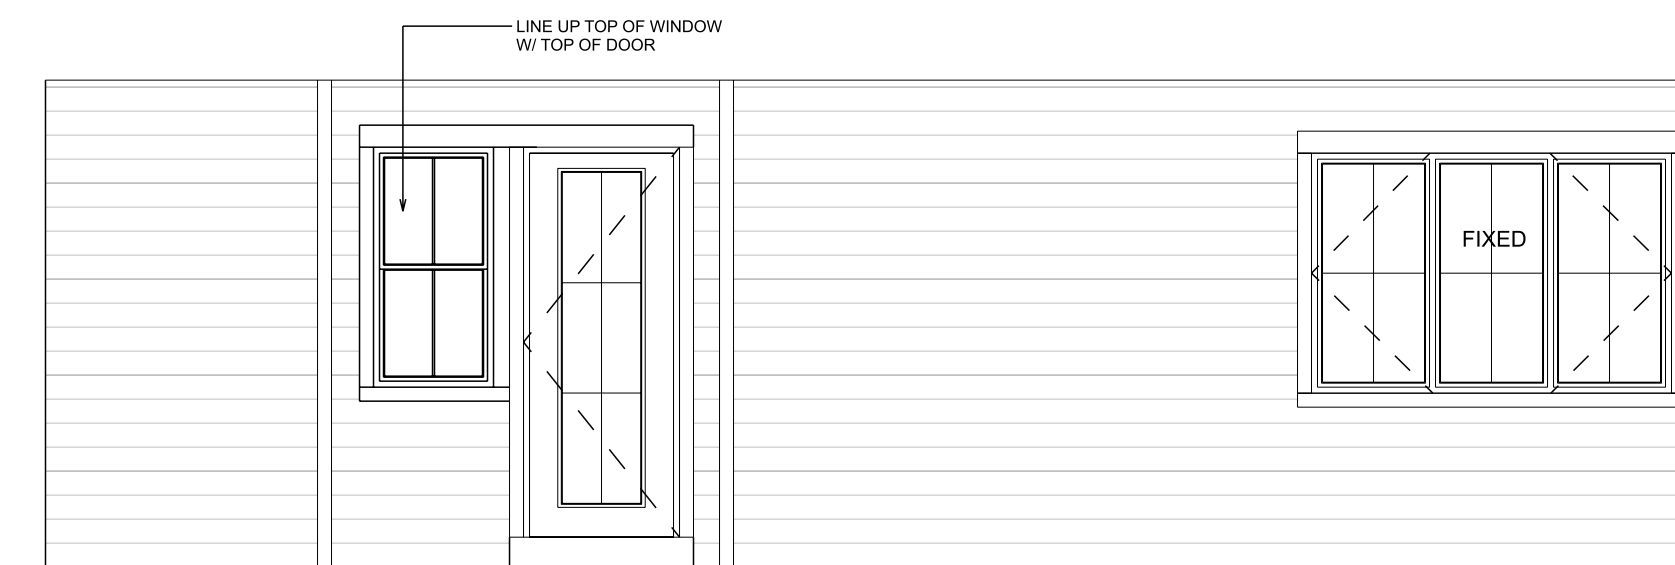 LINE UP TOP OF WINDOW
W/ TOP OF DOOR
FIXED